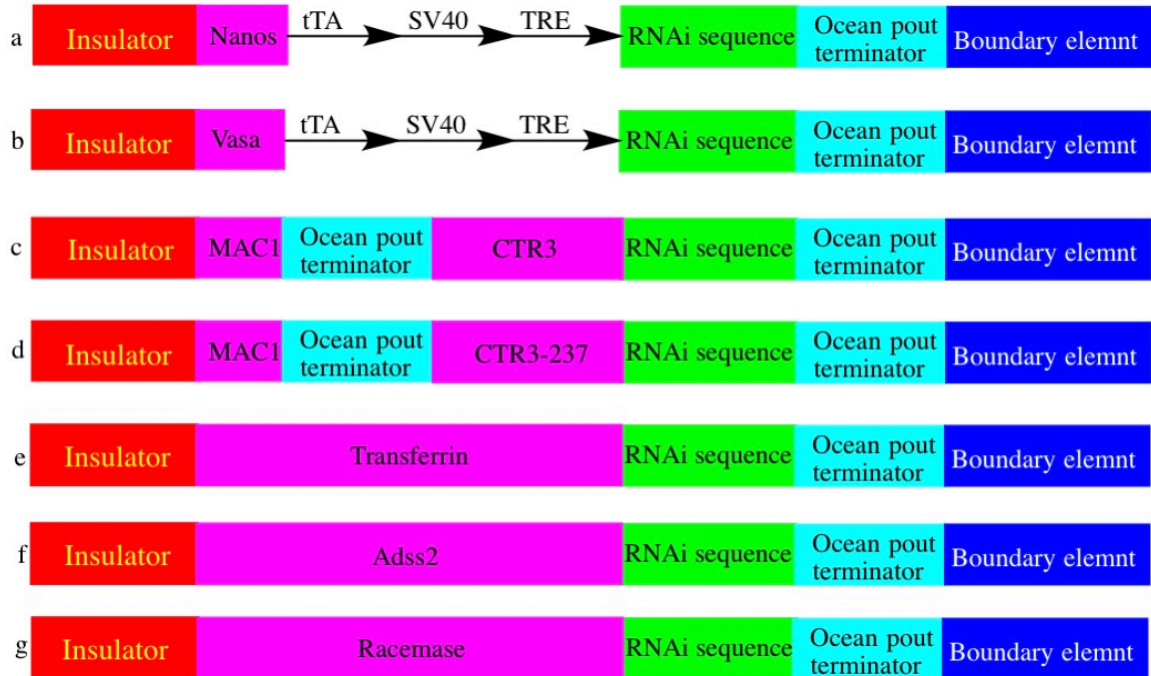 a Insulator Nanos tTA SV40 TRE RNAi sequence Ocean pout terminator Boundary elemnt
b Insulator Vasa tTA SV40 TRE RNAi sequence Ocean pout terminator Boundary elemnt
c Insulator MAC1 Ocean pout terminator CTR3 RNAi sequence Ocean pout terminator Boundary elemnt
d Insulator MAC1 Ocean pout terminator CTR3-237 RNAi sequence Ocean pout terminator Boundary elemnt
e Insulator Transferrin RNAi sequence Ocean pout terminator Boundary elemnt
f Insulator Adss2 RNAi sequence Ocean pout terminator Boundary elemnt
g Insulator Racemase RNAi sequence Ocean pout terminator Boundary elemnt